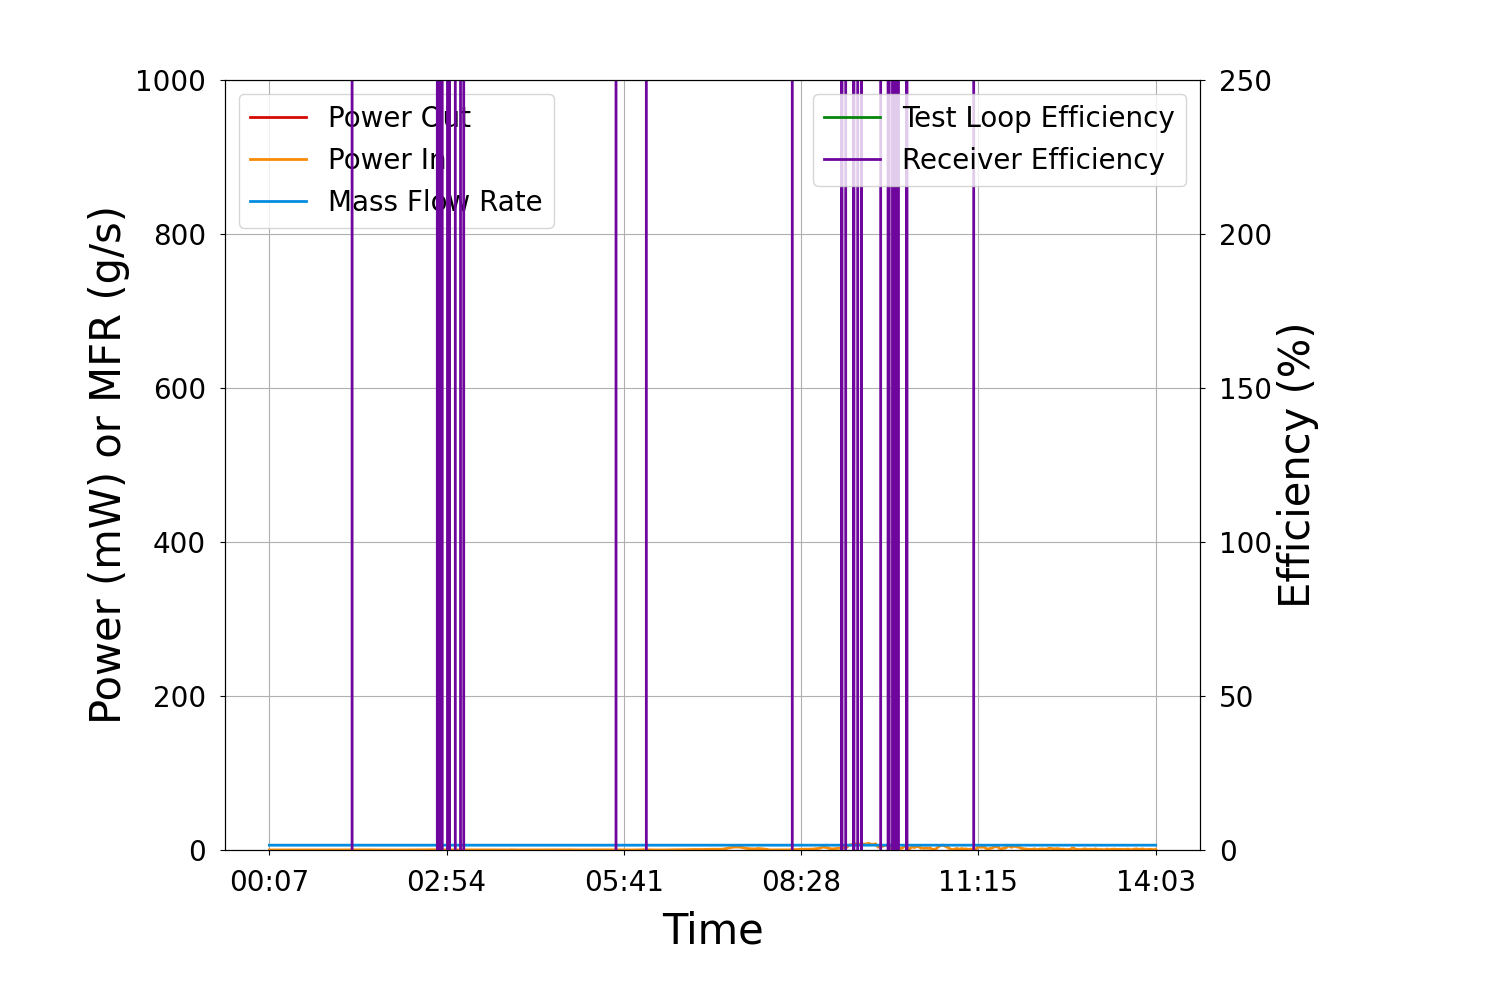 1000
800
600
400
200
0
Power (mW) or MFR (g/s)
Power Out
Power In
Mass Flow Rate
Test Loop Efficiency
Receiver Efficiency
250
200
150
100
50
0
Efficiency (%)
00:07 02:54 05:41 08:28 11:15 14:03
Time